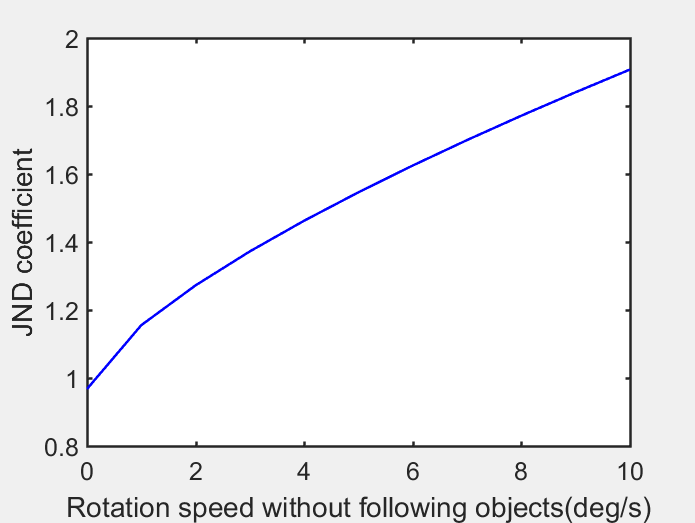 2
1.8
1.6
1.4
1.2
1
0.8
JND coefficient
0 2 4 6 8 10
Rotation speed without following objects(deg/s)